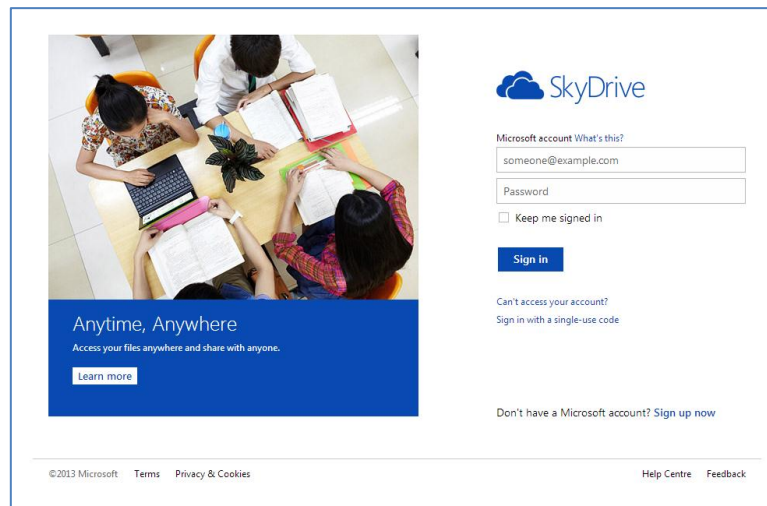 SkyDrive
Microsoft account What's this?
someone@example.com
Password
Keep me signed in
Sign in
Can't access your account?
Sign in with a single-use code
Anytime, Anywhere
Access your files anywhere and share with anyone.
Learn more
Don't have a Microsoft account? Sign up now
©2013 Microsoft Terms Privacy & Cookies Help Centre Feedback